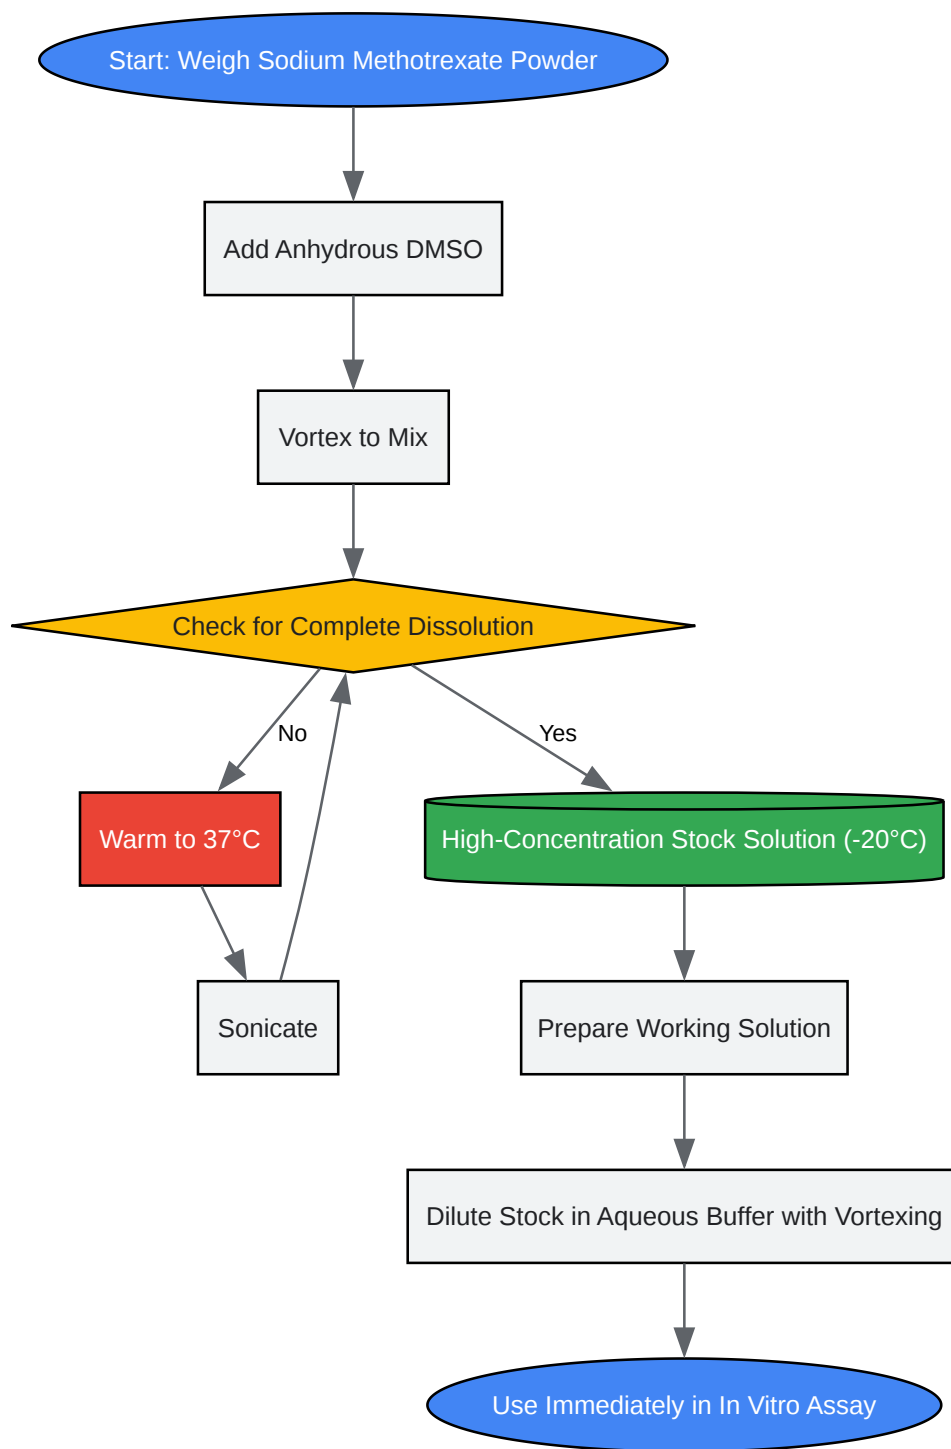 Start: Weigh Sodium Methotrexate Powder
Add Anhydrous DMSO
Vortex to Mix
Check for Complete Dissolution
No
Yes
Warm to 37°C
High-Concentration Stock Solution (-20°C)
Sonicate
Prepare Working Solution
Dilute Stock in Aqueous Buffer with Vortexing
Use Immediately in In Vitro Assay